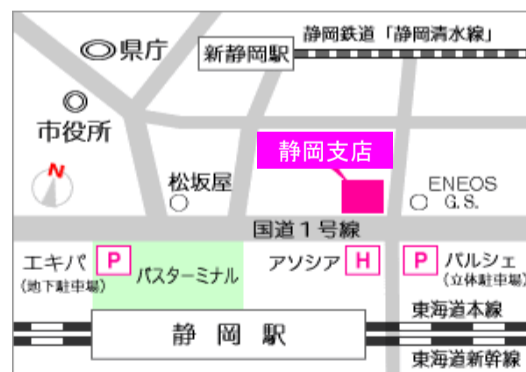 静岡鉄道「静岡清水線」
県庁
新静岡駅
市役所
静岡支店
N
松坂屋
ENEOS
G.S.
国道1号線
エキパ P
(地下駐車場)
バスターミナル
アソシア H
P パルシェ
(立体駐車場)
東海道本線
静岡駅
東海道新幹線